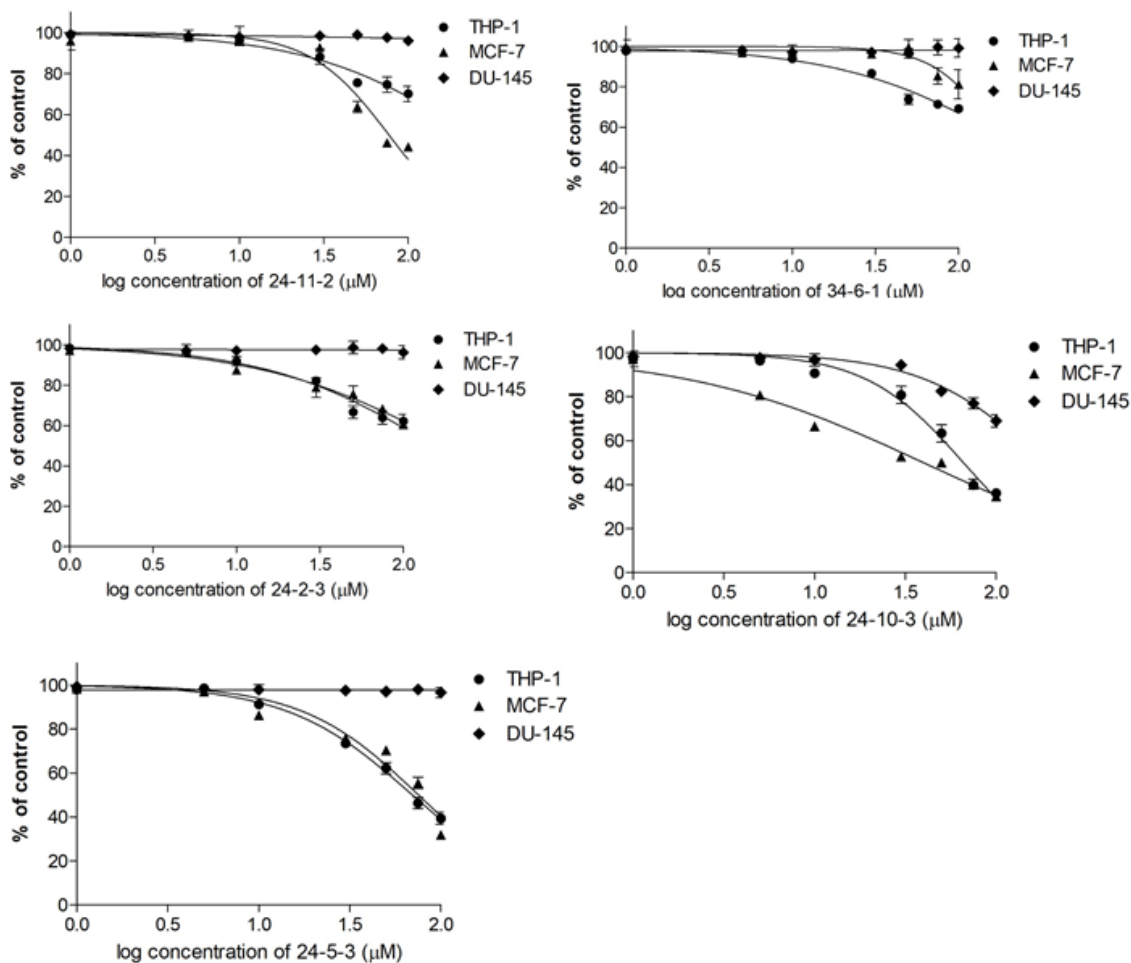 % of control
100
80
60
40
20
0
0.0 0.5 1.0 1.5 2.0
log concentration of 24-11-2 (μM)
THP-1
MCF-7
DU-145
% of control
100
80
60
40
20
0
0.0 0.5 1.0 1.5 2.0
log concentration of 34-6-1 (μM)
THP-1
MCF-7
DU-145
% of control
100
80
60
40
20
0
0.0 0.5 1.0 1.5 2.0
log concentration of 24-2-3 (μM)
THP-1
MCF-7
DU-145
% of control
100
80
60
40
20
0
0.0 0.5 1.0 1.5 2.0
log concentration of 24-10-3 (μM)
THP-1
MCF-7
DU-145
% of control
100
80
60
40
20
0
0.0 0.5 1.0 1.5 2.0
log concentration of 24-5-3 (μM)
THP-1
MCF-7
DU-145